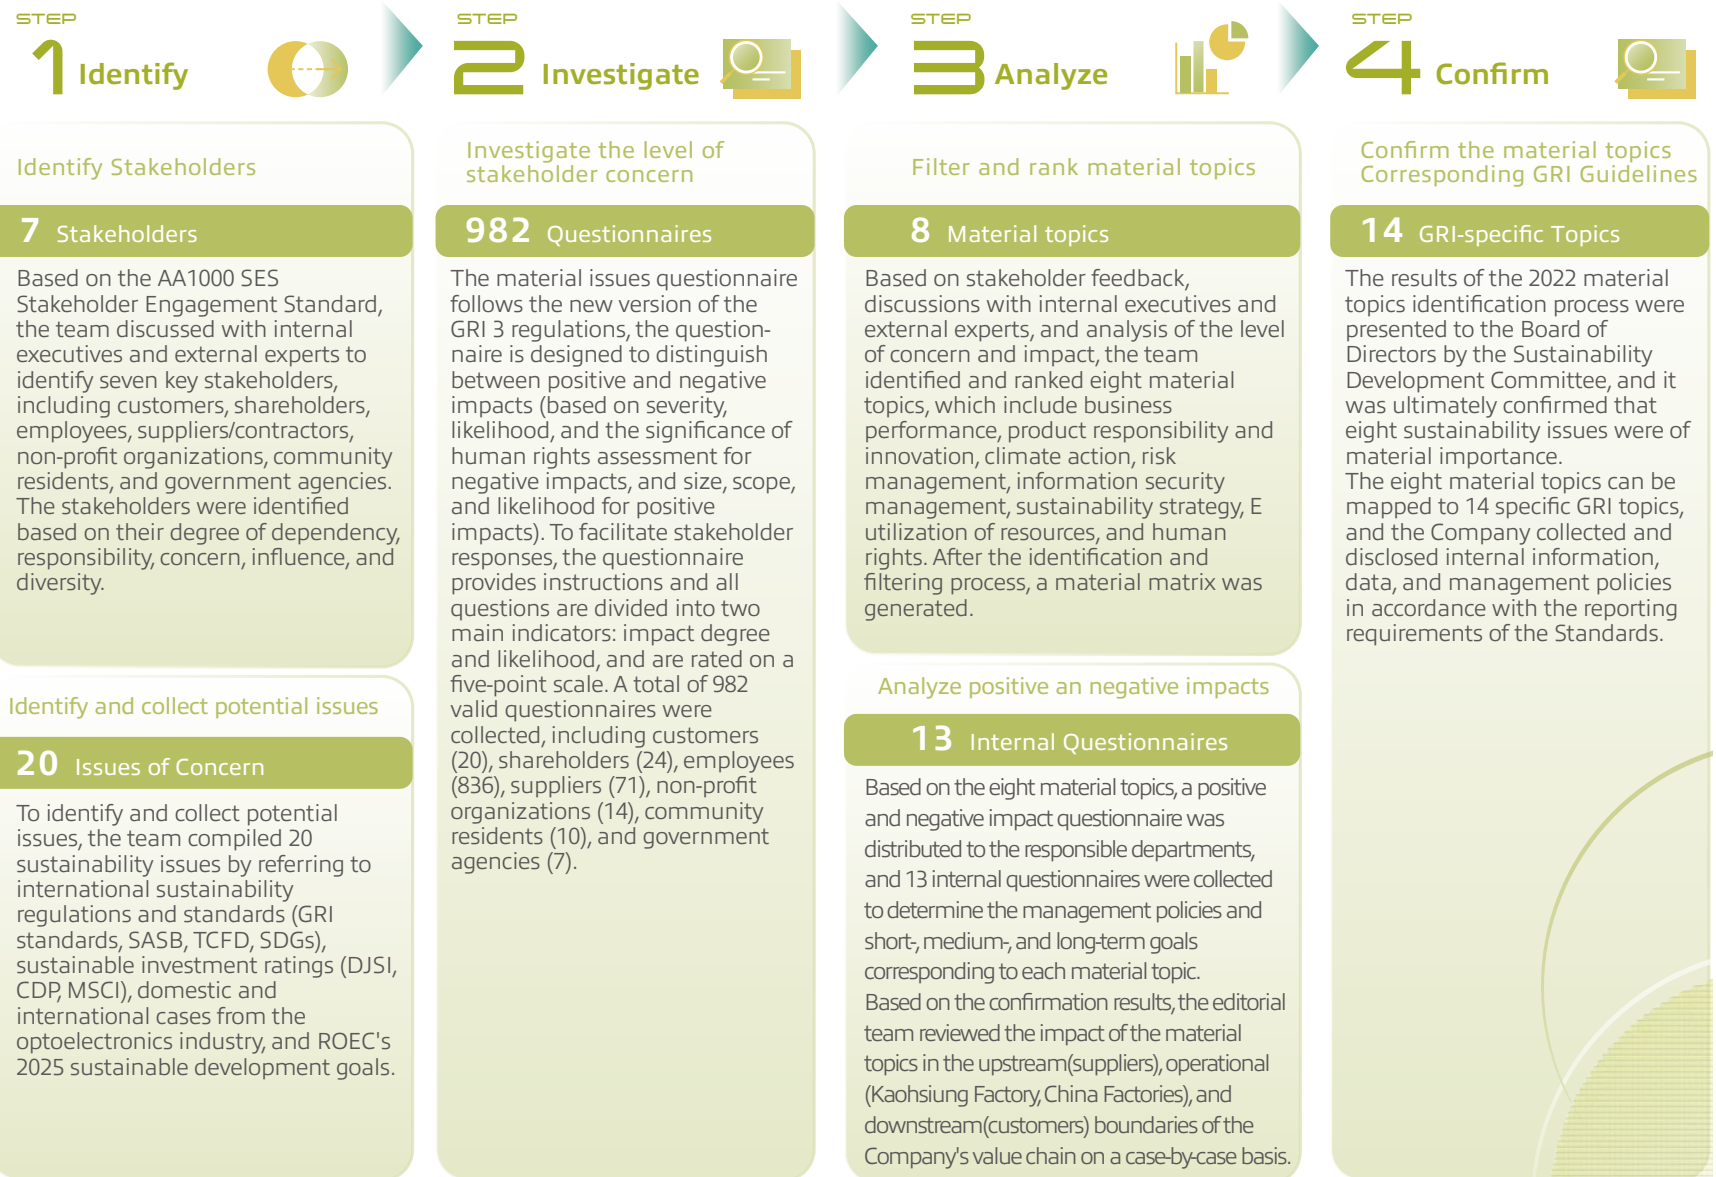 STEP
1 Identify
Identify Stakeholders
7 Stakeholders
Based on the AA1000 SES
Stakeholder Engagement Standard,
the team discussed with internal
executives and external experts to
identify seven key stakeholders,
including customers, shareholders,
employees, suppliers/contractors,
non-profit organizations, community
residents, and government agencies.
The stakeholders were identified
based on their degree of dependency,
responsibility, concern, influence, and
diversity.
Identify and collect potential issues
20 Issues of Concern
To identify and collect potential
issues, the team compiled 20
sustainability issues by referring to
international sustainability
regulations and standards (GRI
standards, SASB, TCFD, SDGs),
sustainable investment ratings (DJSI,
CDP, MSCI), domestic and
international cases from the
optoelectronics industry, and ROEC's
2025 sustainable development goals.
STEP
2 Investigate
Investigate the level of
stakeholder concern
982 Questionnaires
The material issues questionnaire
follows the new version of the
GRI 3 regulations, the question-
naire is designed to distinguish
between positive and negative
impacts (based on severity,
likelihood, and the significance of
human rights assessment for
negative impacts, and size, scope,
and likelihood for positive
impacts). To facilitate stakeholder
responses, the questionnaire
provides instructions and all
questions are divided into two
main indicators: impact degree
and likelihood, and are rated on a
five-point scale. A total of 982
valid questionnaires were
collected, including customers
(20), shareholders (24), employees
(836), suppliers (71), non-profit
organizations (14), community
residents (10), and government
agencies (7).
STEP
3 Analyze
Filter and rank material topics
8 Material topics
Based on stakeholder feedback,
discussions with internal executives and
external experts, and analysis of the level
of concern and impact, the team
identified and ranked eight material
topics, which include business
performance, product responsibility and
innovation, climate action, risk
management, information security
management, sustainability strategy, E
utilization of resources, and human
rights. After the identification and
filtering process, a material matrix was
generated.
Analyze positive an negative impacts
13 Internal Questionnaires
Based on the eight material topics, a positive
and negative impact questionnaire was
distributed to the responsible departments,
and 13 internal questionnaires were collected
to determine the management policies and
short-, medium-, and long-term goals
corresponding to each material topic.
Based on the confirmation results, the editorial
team reviewed the impact of the material
topics in the upstream(suppliers), operational
(Kaohsiung Factory, China Factories), and
downstream(customers) boundaries of the
Company's value chain on a case-by-case basis.
STEP
4 Confirm
Confirm the material topics
Corresponding GRI Guidelines
14 GRI-specific Topics
The results of the 2022 material
topics identification process were
presented to the Board of
Directors by the Sustainability
Development Committee, and it
was ultimately confirmed that
eight sustainability issues were of
material importance.
The eight material topics can be
mapped to 14 specific GRI topics,
and the Company collected and
disclosed internal information,
data, and management policies
in accordance with the reporting
requirements of the Standards.